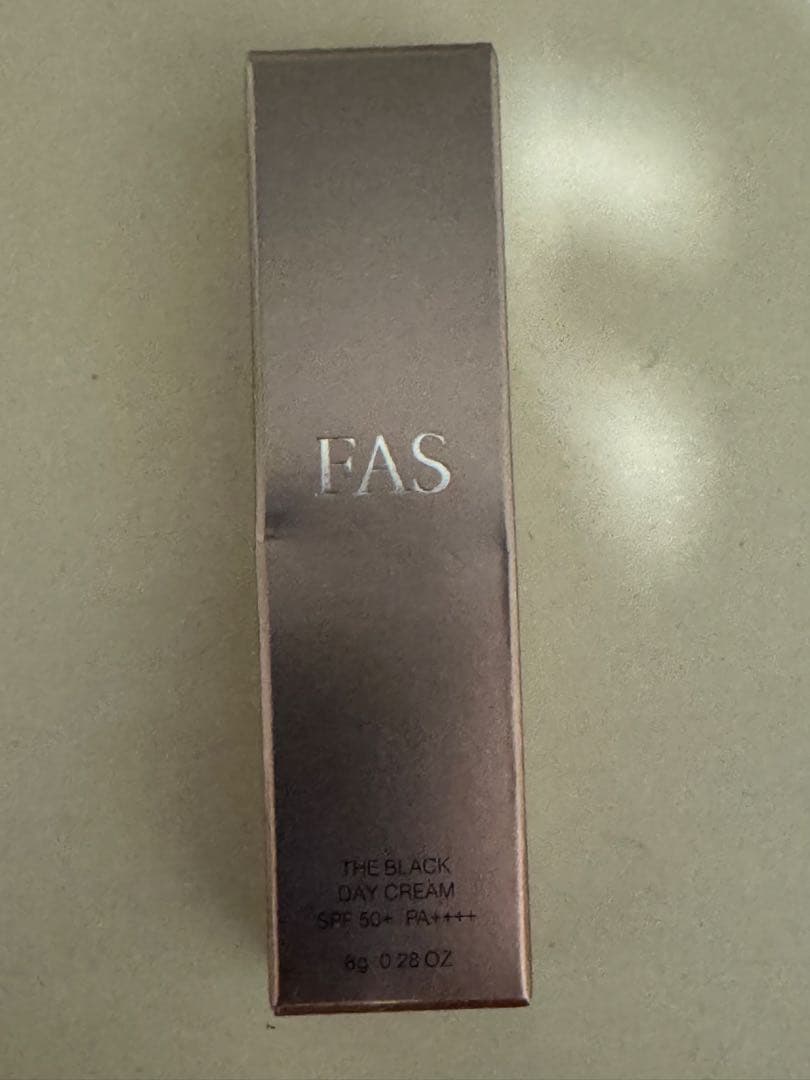 FAS
THE BLACK
DAY CREAM
SPF 50+ PA++++
8g 0.28 OZ